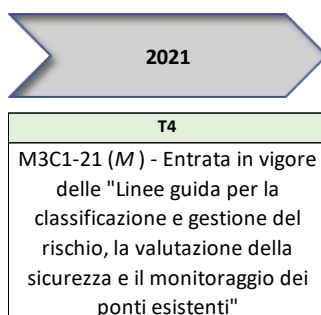 2021
T4
M3C1-21 (M) - Entrata in vigore
delle "Linee guida per la
classificazione e gestione del
rischio, la valutazione della
sicurezza e il monitoraggio dei
ponti esistenti"